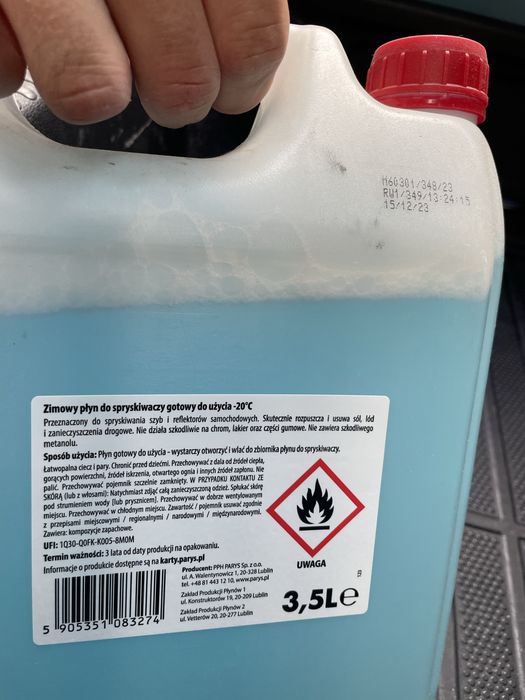 M60301/348/23
RW1/349/13:24:15
15/12/23
Zimowy płyn do spryskiwaczy gotowy do użycia -20°C
Przeznaczony do spryskiwania szyb i reflektorów samochodowych. Skutecznie rozpuszcza i usuwa sól, lód
i zanieczyszczenia drogowe. Nie działa szkodliwie na chrom, lakier oraz części gumowe. Nie zawiera szkodliwego
metanolu.
Sposób użycia: Płyn gotowy do użycia - wystarczy otworzyć i wlać do zbiornika płynu do spryskiwaczy.
Łatwopalna ciecz i pary. Chronić przed dziećmi. Przechowywać z dala od źródeł ciepła,
gorących powierzchni, źródeł iskrzenia, otwartego ognia i innych źródeł zapłonu. Nie
palić. Przechowywać pojemnik szczelnie zamknięty. W PRZYPADKU KONTAKTU ZE
SKÓRĄ (lub z włosami): Natychmiast zdjąć całą zanieczyszczoną odzież. Spłukać skórę
pod strumieniem wody [lub prysznicem]. Przechowywać w dobrze wentylowanym
miejscu. Przechowywać w chłodnym miejscu. Zawartość / pojemnik usuwać zgodnie
z przepisami miejscowymi / regionalnymi / narodowymi / międzynarodowymi.
Zawiera: kompozycje zapachowe.
UFI: 1Q30-Q0FK-K005-8M0M
Termin ważności: 3 lata od daty produkcji na opakowaniu.
Informacje o produkcie dostępne są na karty.parys.pl
UWAGA
Producent: PPH PARYS Sp. z o.o.
ul. A. Walentynowicz 1, 20-328 Lublin
tel. +48 81 443 12 10, www.parys.pl
Zakład Produkcji Płynów 1
ul. Konstruktorów 19, 20-209 Lublin
Zakład Produkcji Płynów 2
ul. Vetterów 20, 20-277 Lublin
5 905351 083274
3,5L℮